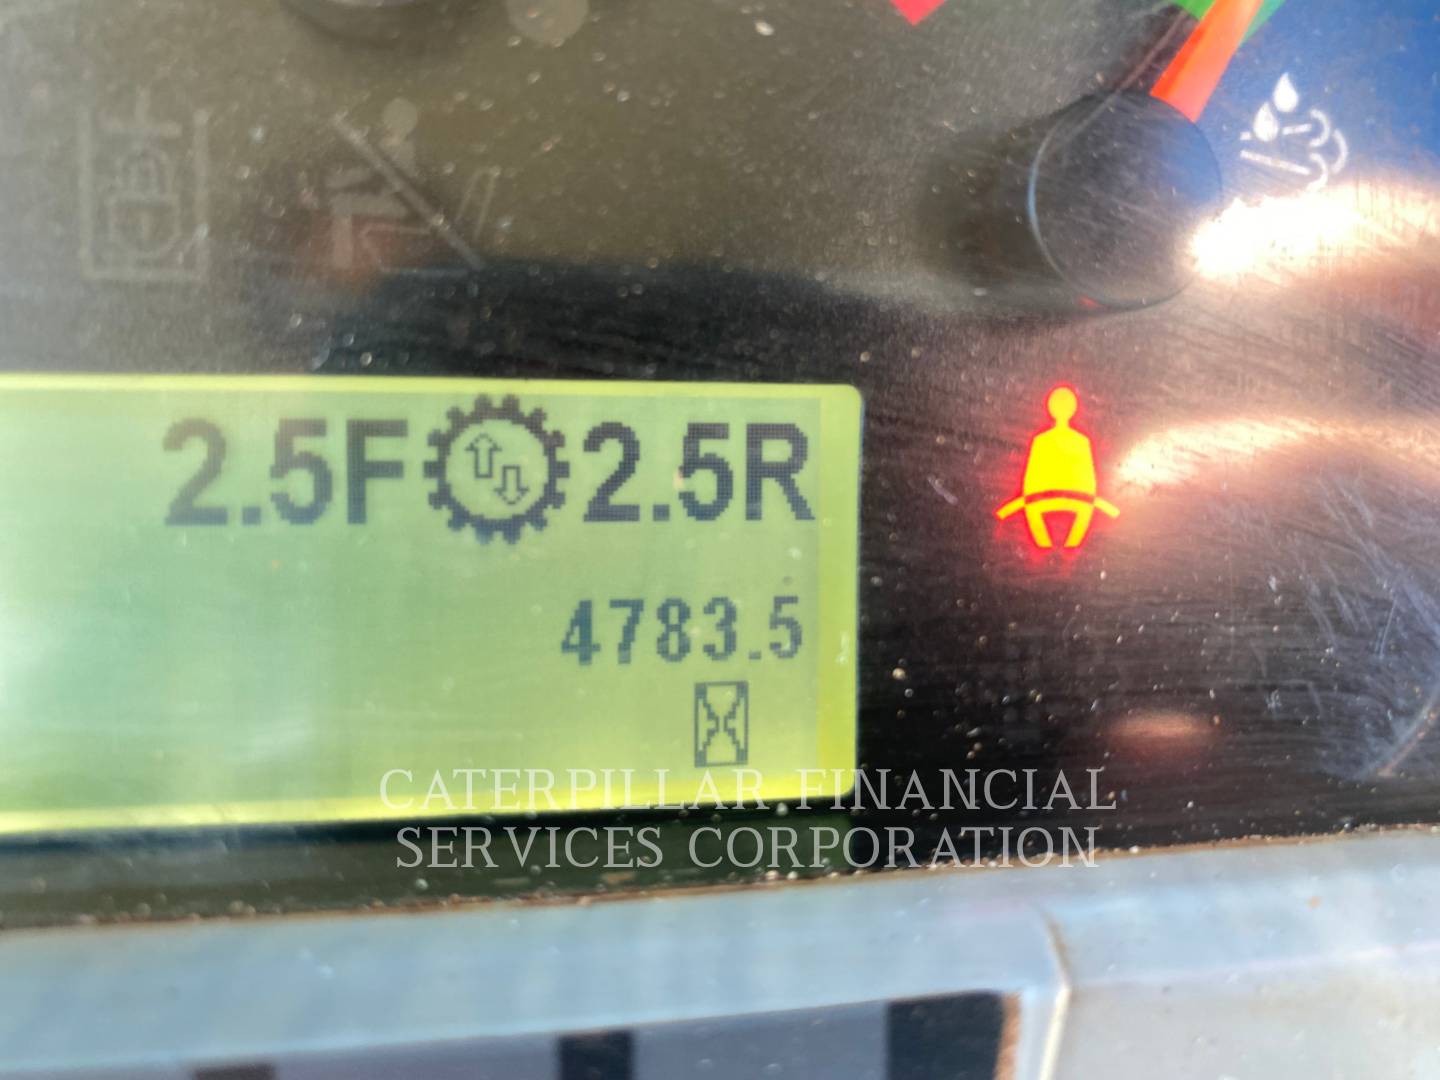 2.5F 2.5R
4783.5
CATERPILLAR FINANCIAL
SERVICES CORPORATION